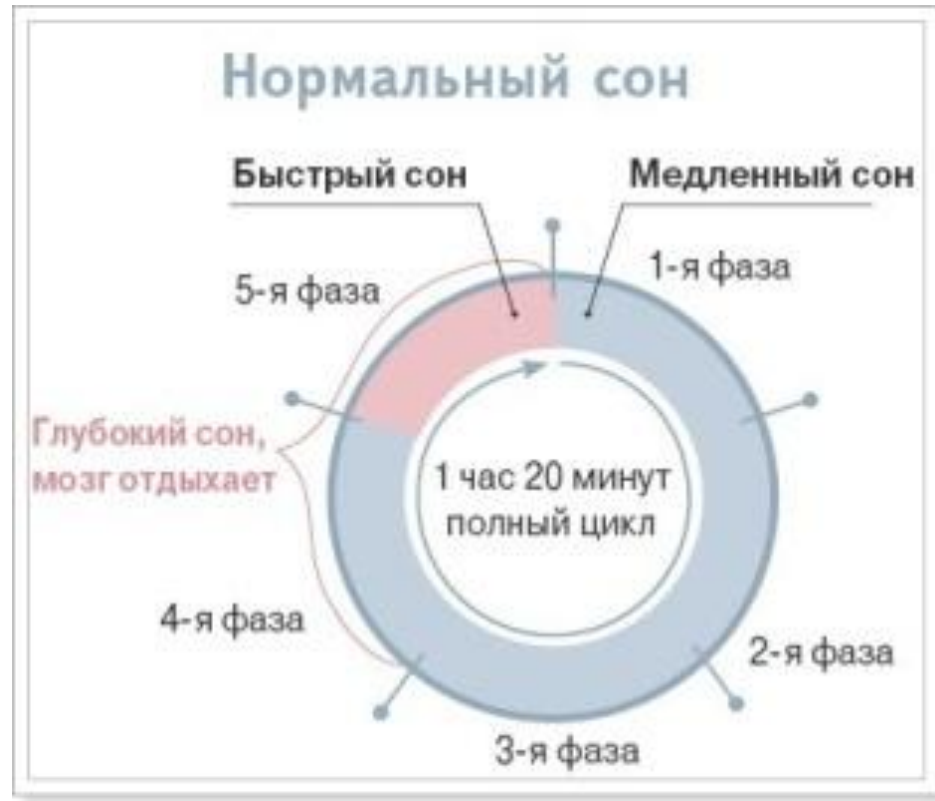 Нормальный сон
Быстрый сон
Медленный сон
1-я фаза
5-я фаза
Глубокий сон,
мозг отдыхает
1 час 20 минут
полный цикл
4-я фаза
2-я фаза
3-я фаза